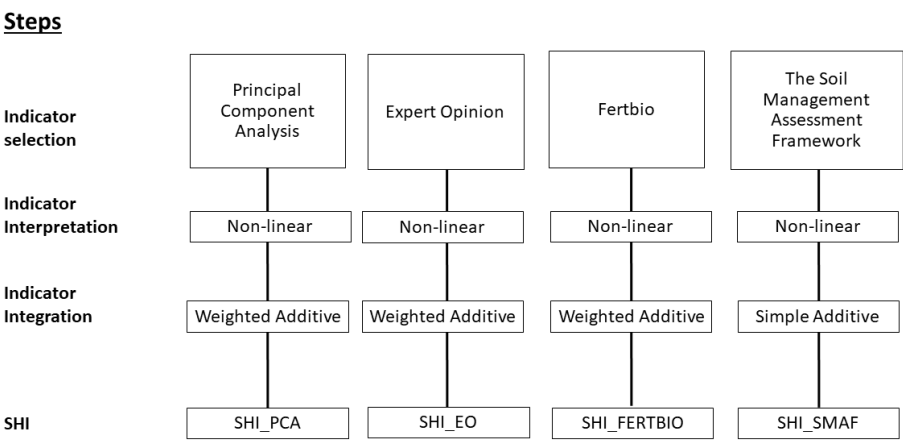 Steps
Indicator
selection
Principal
Component
Analysis
Expert Opinion
Fertbio
The Soil
Management
Assessment
Framework
Indicator
Interpretation
Non-linear
Non-linear
Non-linear
Non-linear
Indicator
Integration
Weighted Additive
Weighted Additive
Weighted Additive
Simple Additive
SHI
SHI_PCA
SHI_EO
SHI_FERTBIO
SHI_SMAF